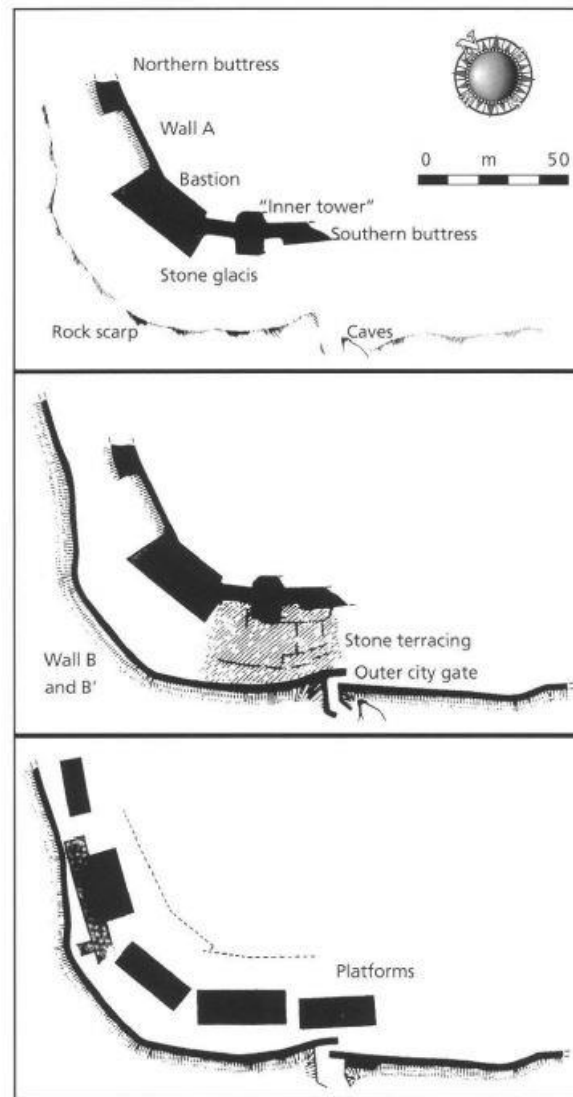 N
Northern buttress
0 m 50
Wall A
Bastion
“Inner tower”
Southern buttress
Stone glacis
Rock scarp
Caves
Stone terracing
Wall B
and B’
Outer city gate
Platforms